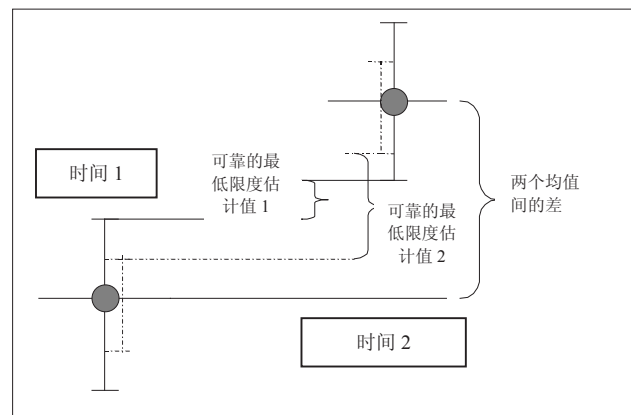 时间 1
可靠的最
低限度估
计值 1
可靠的最
低限度估
计值 2
两个均值
间的差
时间 2